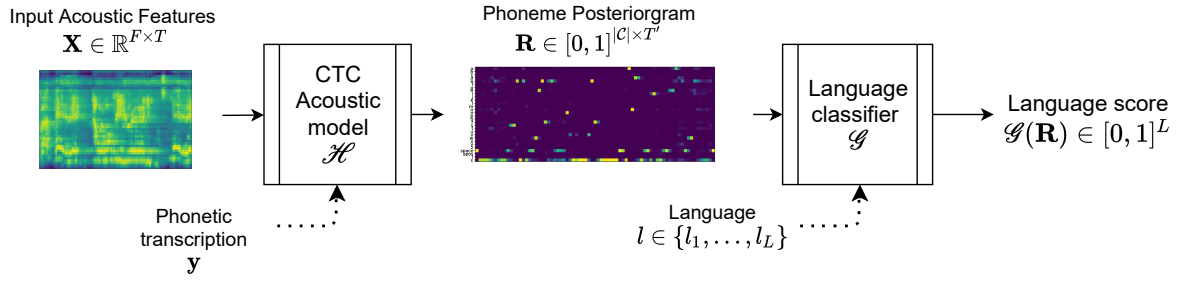 Input Acoustic Features
𝐗 ∈ ℝ^{F×T}
CTC
Acoustic
model
ℋ
Phonetic
transcription
𝐲
Phoneme Posteriorgram
𝐑 ∈ [0, 1]^{|𝒞|×T′}
space
Language
classifier
𝒢
Language
l ∈ {l_1, …, l_L}
Language score
𝒢(𝐑) ∈ [0, 1]^L